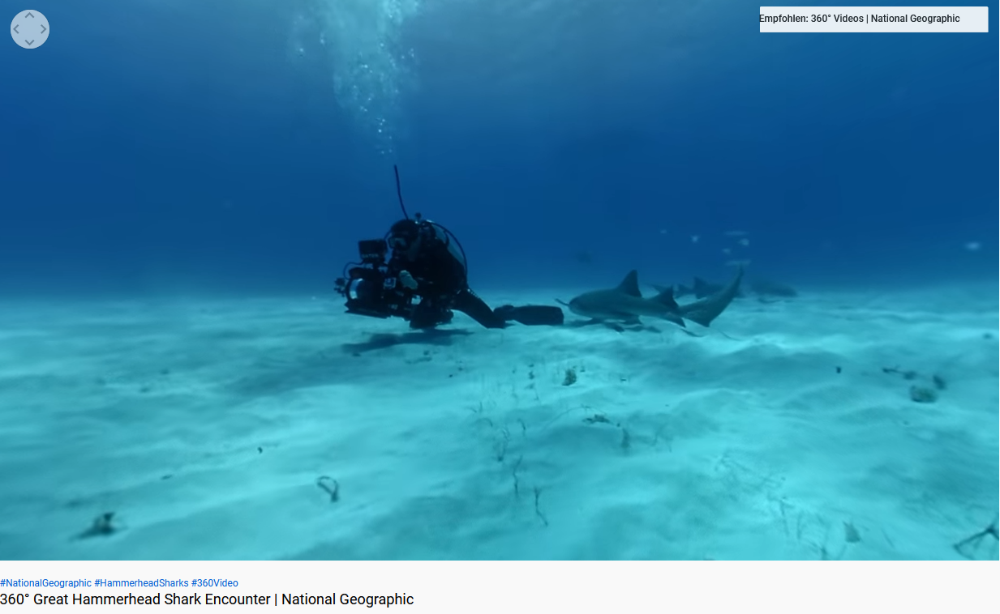 Empfohlen: 360° Videos | National Geographic
#NationalGeographic #HammerheadSharks #360Video
360° Great Hammerhead Shark Encounter | National Geographic